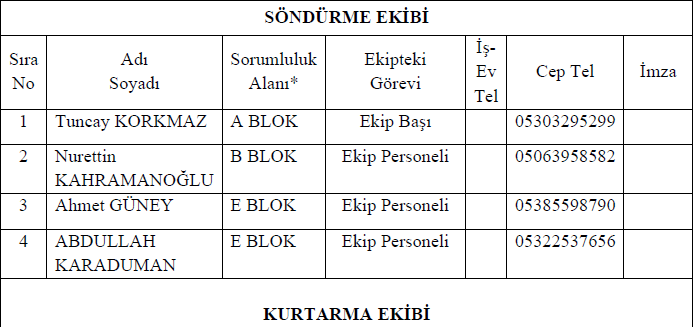 SÖNDÜRME EKİBİ
Sıra No Adı Soyadı Sorumluluk Alanı* Ekipteki Görevi İş-Ev Tel Cep Tel İmza
1 Tuncay KORKMAZ A BLOK Ekip Başı 05303295299
2 Nurettin KAHRAMANOĞLU B BLOK Ekip Personeli 05063958582
3 Ahmet GÜNEY E BLOK Ekip Personeli 05385598790
4 ABDULLAH KARADUMAN E BLOK Ekip Personeli 05322537656
KURTARMA EKİBİ